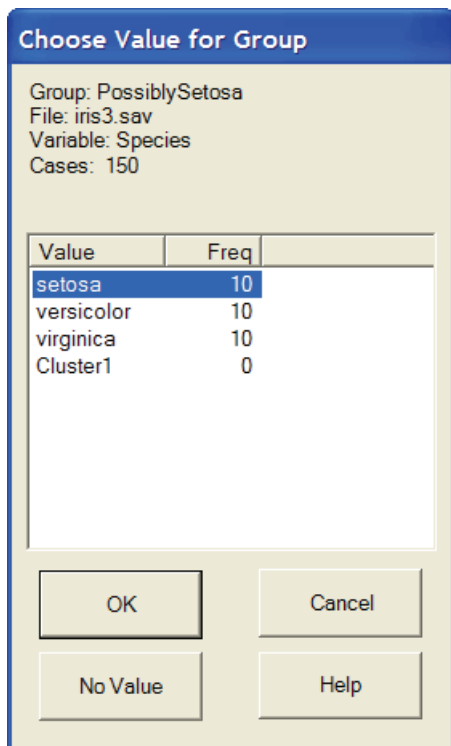 Choose Value for Group
Group: PossiblySetosa
File: iris3.sav
Variable: Species
Cases: 150
Value Freq
setosa 10
versicolor 10
virginica 10
Cluster1 0
OK Cancel
No Value Help